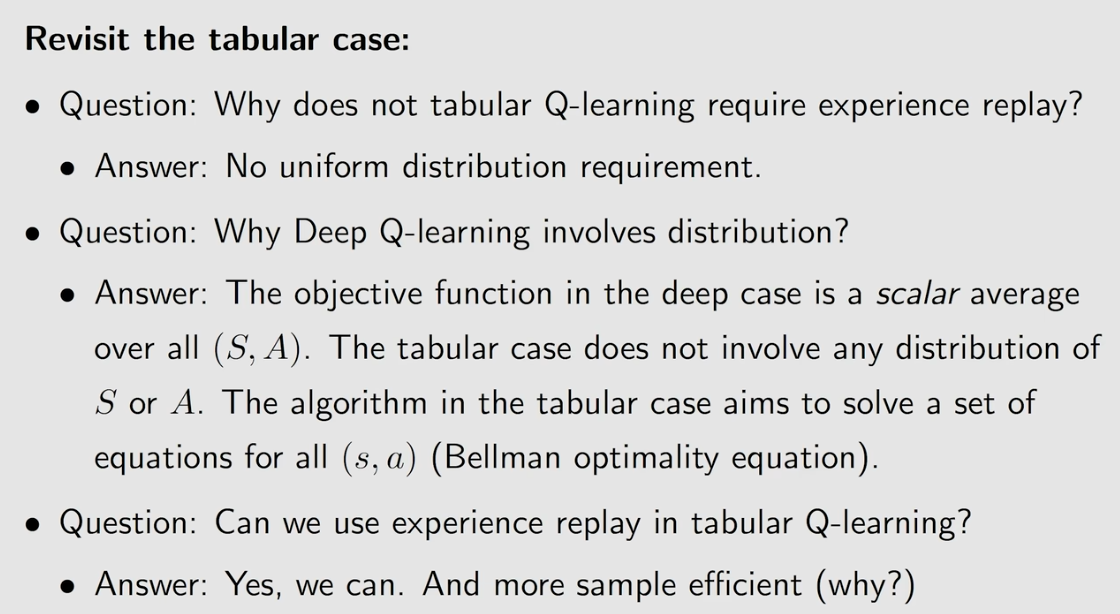 Revisit the tabular case:
• Question: Why does not tabular Q-learning require experience replay?
• Answer: No uniform distribution requirement.
• Question: Why Deep Q-learning involves distribution?
• Answer: The objective function in the deep case is a scalar average
over all (S, A). The tabular case does not involve any distribution of
S or A. The algorithm in the tabular case aims to solve a set of
equations for all (s, a) (Bellman optimality equation).
• Question: Can we use experience replay in tabular Q-learning?
• Answer: Yes, we can. And more sample efficient (why?)